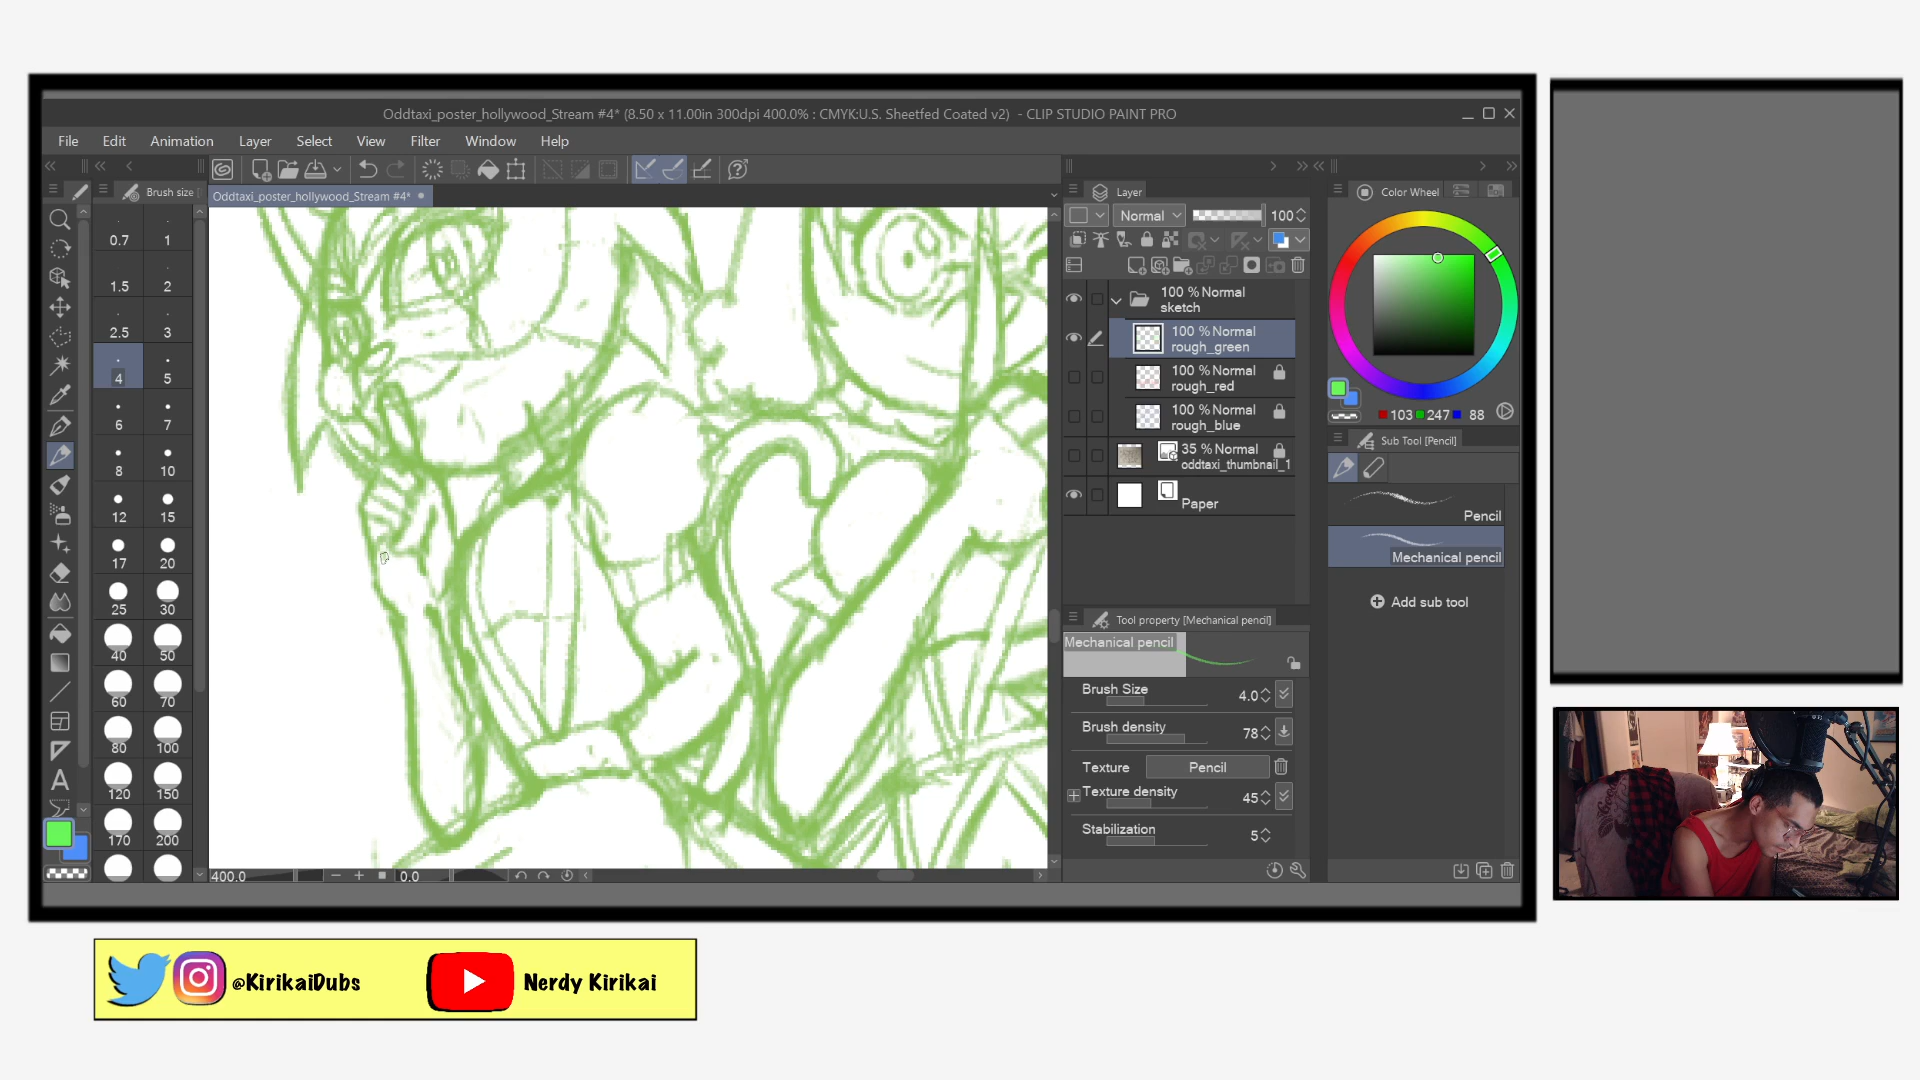 Oddtaxi_poster_hollywood_Stream #4* (8.50 x 11.00in 300dpi 400.0% : CMYK:U.S. Sheetfed Coated v2) - CLIP STUDIO PAINT PRO
File Edit Animation Layer Select View Filter Window Help
Brush size
Oddtaxi_poster_hollywood_Stream #4*
0.7 1
1.5 2
2.5 3
4 5
6 7
8 10
12 15
17 20
25 30
40 50
60 70
80 100
120 150
170 200
400.0 0.0
Layer
Normal 100
100 % Normal
sketch
100 % Normal
rough_green
100 % Normal
rough_red
100 % Normal
rough_blue
35 % Normal
oddtaxi_thumbnail_1
Paper
Tool property [Mechanical pencil]
Mechanical pencil
Brush Size 4.0
Brush density 78
Texture Pencil
Texture density 45
Stabilization 5
Color Wheel
103 247 88
Sub Tool [Pencil]
Pencil
Mechanical pencil
Add sub tool
@KirikaiDubs
Nerdy Kirikai